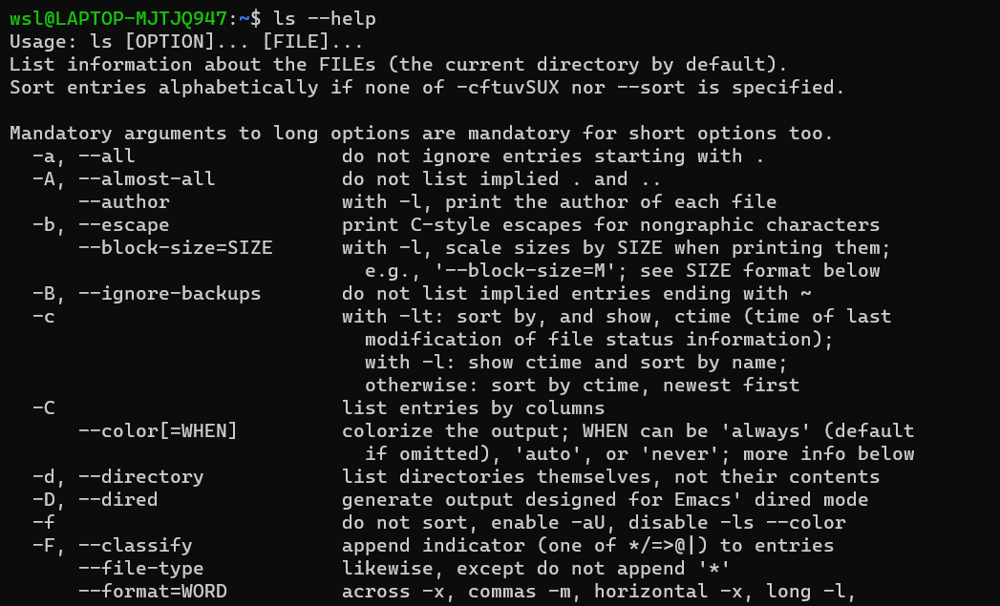 wsl@LAPTOP-MJTJQ947:~$ ls --help
Usage: ls [OPTION]... [FILE]...
List information about the FILEs (the current directory by default).
Sort entries alphabetically if none of -cftuvSUX nor --sort is specified.

Mandatory arguments to long options are mandatory for short options too.
  -a, --all                  do not ignore entries starting with .
  -A, --almost-all           do not list implied . and ..
      --author               with -l, print the author of each file
  -b, --escape               print C-style escapes for nongraphic characters
      --block-size=SIZE      with -l, scale sizes by SIZE when printing them;
                               e.g., '--block-size=M'; see SIZE format below
  -B, --ignore-backups       do not list implied entries ending with ~
  -c                         with -lt: sort by, and show, ctime (time of last
                               modification of file status information);
                               with -l: show ctime and sort by name;
                               otherwise: sort by ctime, newest first
  -C                         list entries by columns
      --color[=WHEN]         colorize the output; WHEN can be 'always' (default
                               if omitted), 'auto', or 'never'; more info below
  -d, --directory            list directories themselves, not their contents
  -D, --dired                generate output designed for Emacs' dired mode
  -f                         do not sort, enable -aU, disable -ls --color
  -F, --classify             append indicator (one of */=>@|) to entries
      --file-type            likewise, except do not append '*'
      --format=WORD          across -x, commas -m, horizontal -x, long -l,